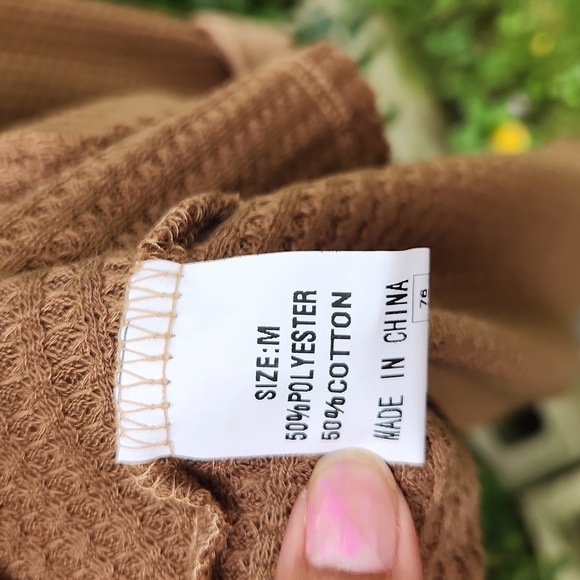 SIZE:M
50%POLYESTER
50%COTTON
MADE IN CHINA
76